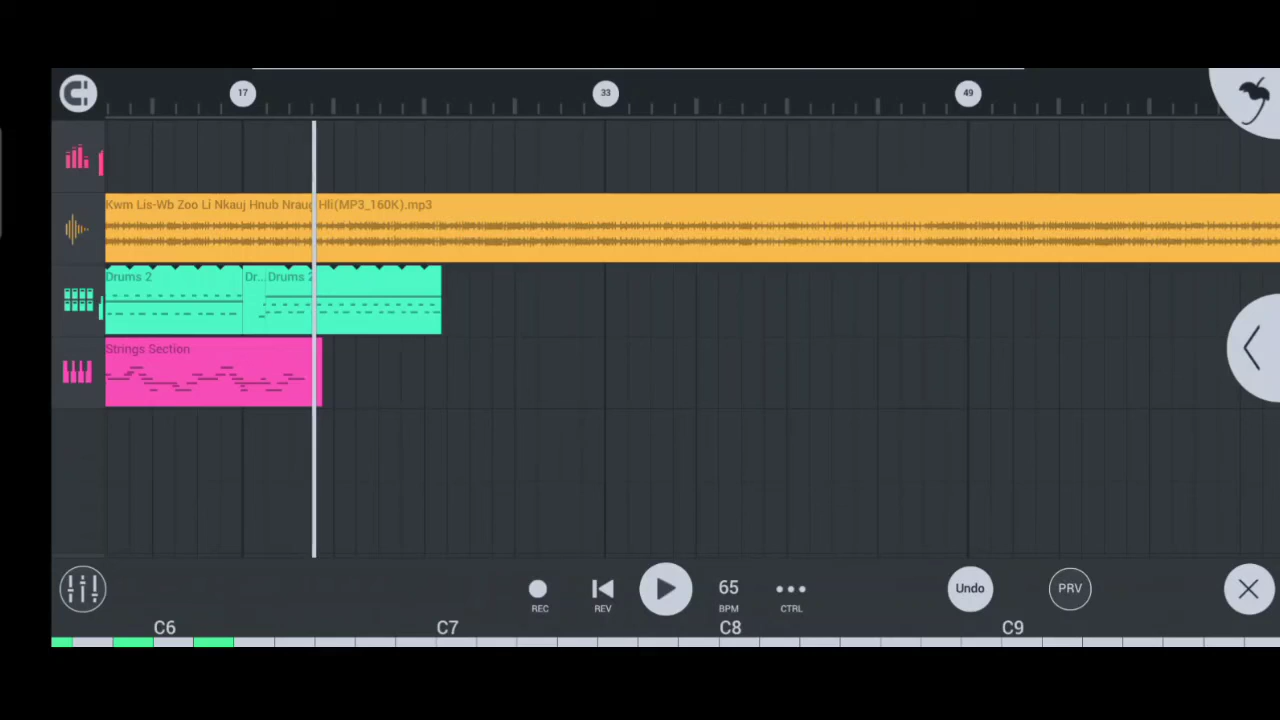 17 33 49
Kwm Lis-Wb Zoo Li Nkauj Hnub Nrauj Hli(MP3_160K).mp3
Drums 2 Dr... Drums 2
Strings Section
65 Undo PRV
REC REV BPM CTRL
C6 C7 C8 C9